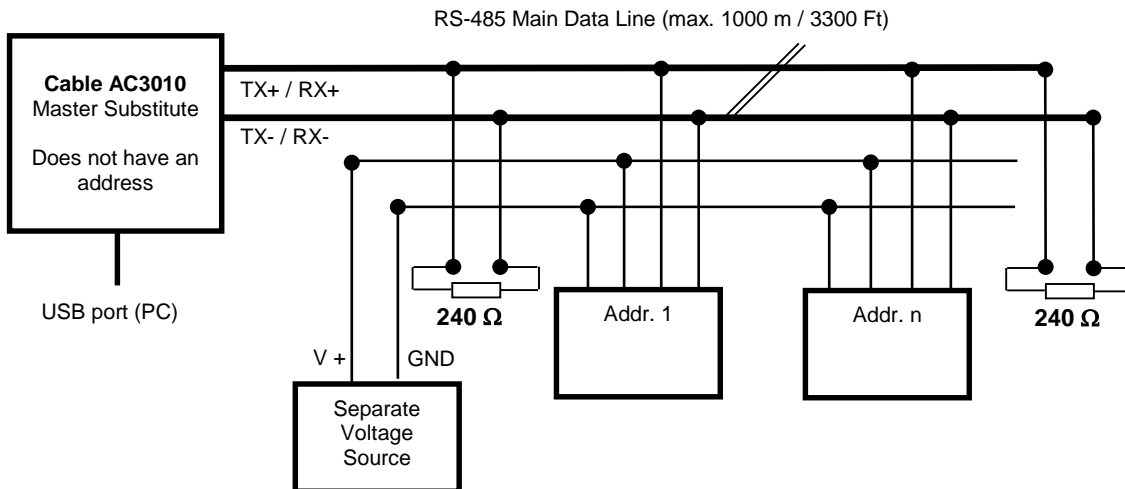 RS-485 Main Data Line (max. 1000 m / 3300 Ft)
Cable AC3010
Master Substitute
Does not have an
address
TX+ / RX+
TX- / RX-
USB port (PC)
240 Ω
Addr. 1
Addr. n
240 Ω
V +
GND
Separate
Voltage
Source